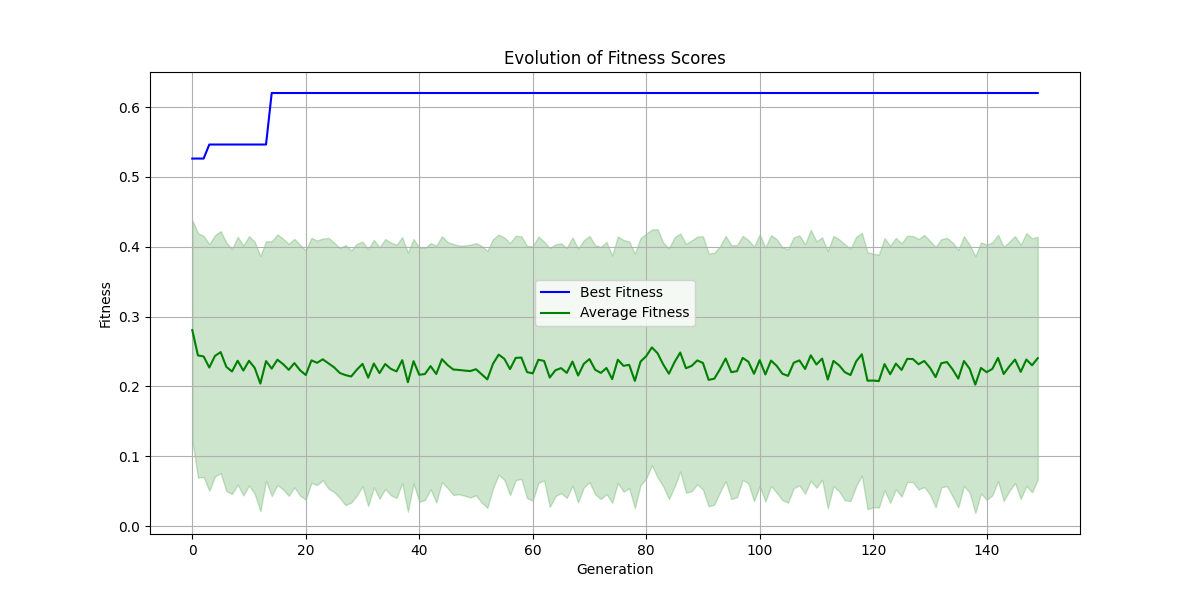 Evolution of Fitness Scores
Fitness
0.6
0.5
0.4
0.3
0.2
0.1
0.0
Best Fitness
Average Fitness
0 20 40 60 80 100 120 140
Generation